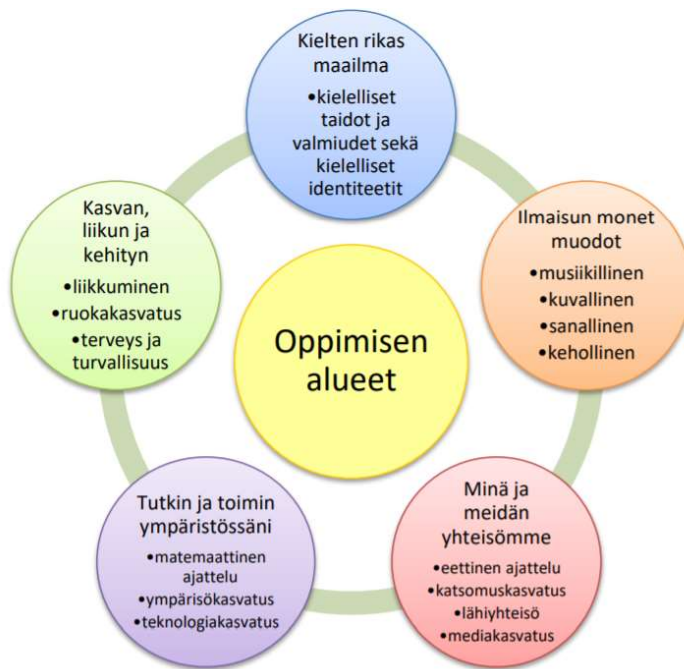 Kielten rikas
maailma
•kielelliset
taidot ja
valmiudet sekä
kielelliset
identiteetit
Ilmaisun monet
muodot
•musiikillinen
•kuvallinen
•sanallinen
•kehollinen
Minä ja
meidän
yhteisömme
•eettinen ajattelu
•katsomuskasvatus
•lähiyhteisö
•mediakasvatus
Tutkin ja toimin
ympäristössäni
•matemaattinen
ajattelu
•ympärisökasvatus
•teknologiakasvatus
Kasvan,
liikun ja
kehityn
•liikkuminen
•ruokakasvatus
•terveys ja
turvallisuus
Oppimisen
alueet